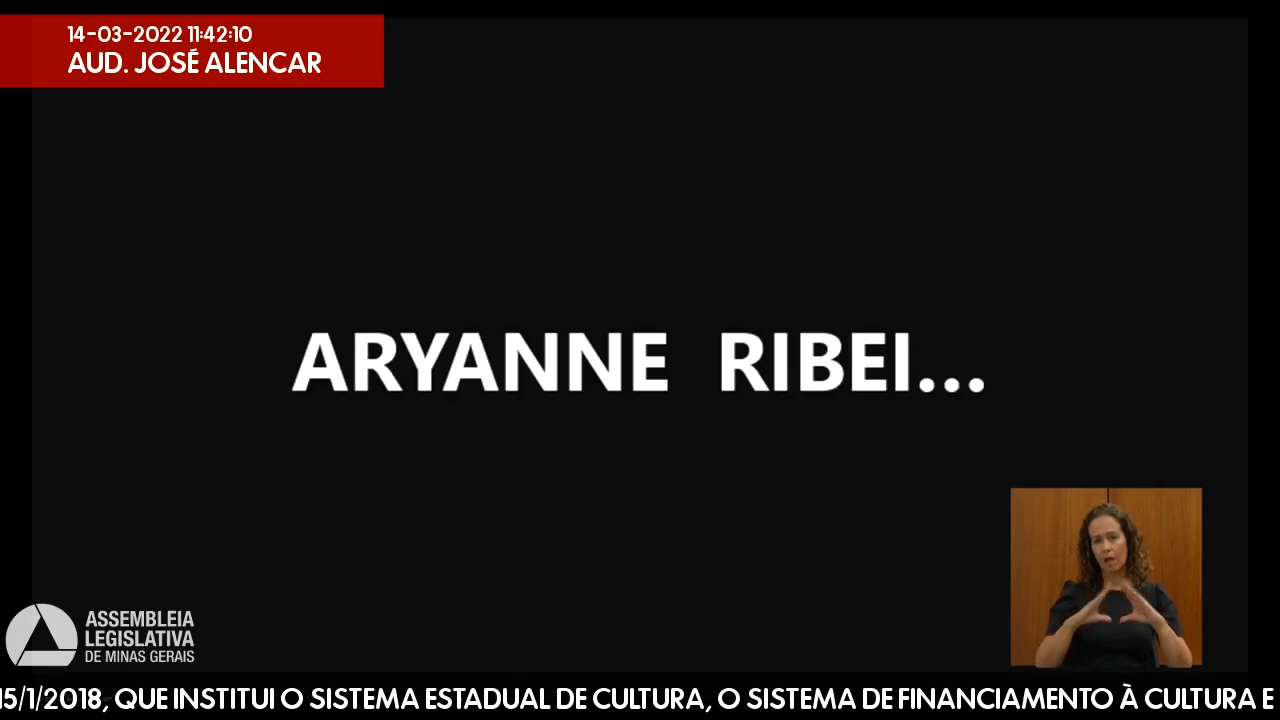 14-03-2022 11:42:10
AUD. JOSÉ ALENCAR
ARYANNE RIBEI...
ASSEMBLEIA
LEGISLATIVA
DE MINAS GERAIS
15/1/2018, QUE INSTITUI O SISTEMA ESTADUAL DE CULTURA, O SISTEMA DE FINANCIAMENTO À CULTURA E